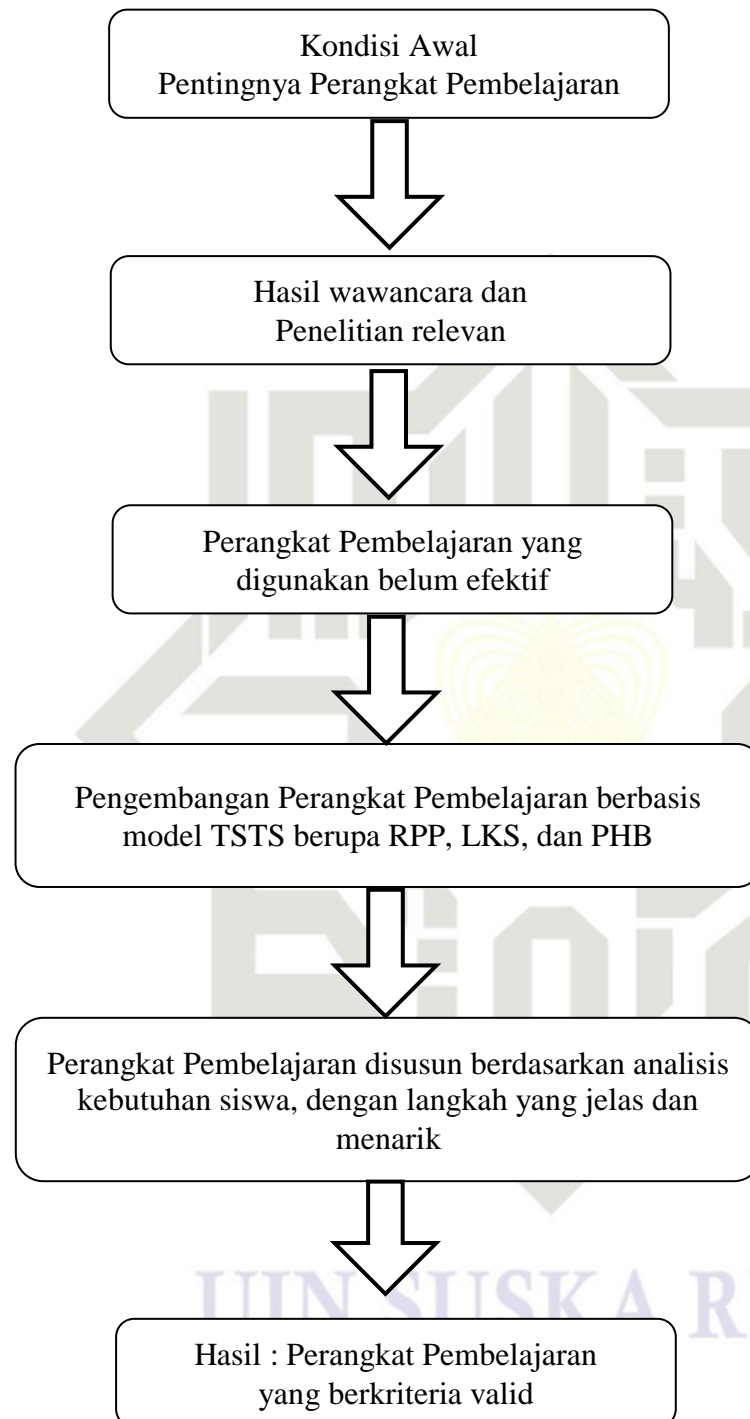 Kondisi Awal
Pentingnya Perangkat Pembelajaran
Hasil wawancara dan
Penelitian relevan
Perangkat Pembelajaran yang
digunakan belum efektif
Pengembangan Perangkat Pembelajaran berbasis
model TSTS berupa RPP, LKS, dan PHB
Perangkat Pembelajaran disusun berdasarkan analisis
kebutuhan siswa, dengan langkah yang jelas dan
menarik
UIN SUSKA R
Hasil : Perangkat Pembelajaran
yang berkriteria valid